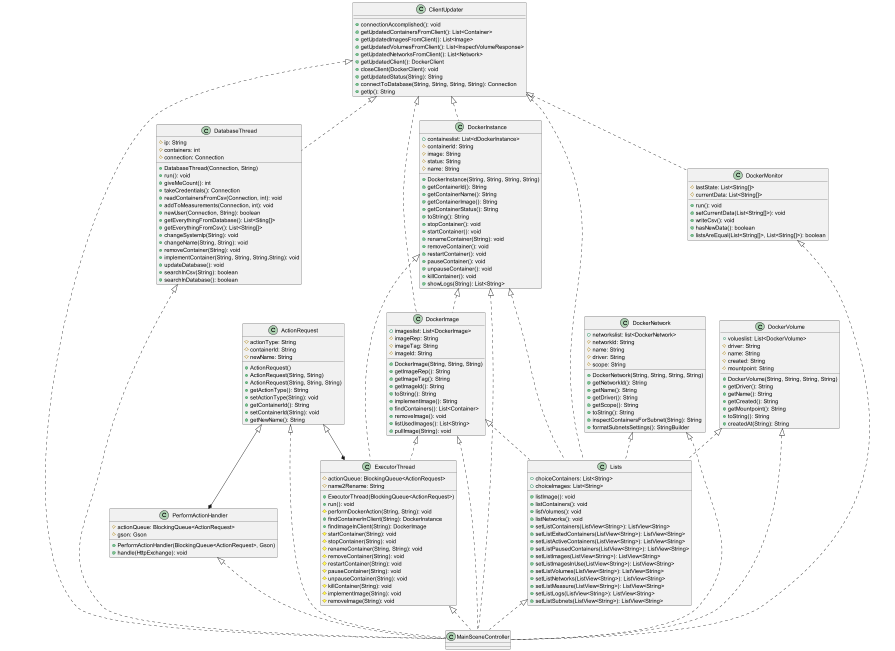 ClientUpdater
connectionAccomplished(): void
getUpdatedContainersFromClient(): List<Container>
getUpdatedImagesFromClient(): List<Image>
getUpdatedVolumesFromClient(): List<InspectVolumeResponse>
getUpdatedNetworksFromClient(): List<Network>
getUpdatedClient(): DockerClient
closeClient(DockerClient): void
getUpdatedStatus(String): String
connectToDatabase(String, String, String, String): Connection
getIp(): String
DatabaseThread
ip: String
containers: int
connection: Connection
DatabaseThread(Connection, String)
run(): void
giveMeCount(): int
takeCredentials(): Connection
readContainersFromCsv(Connection, int): void
addToMeasurements(Connection, int): void
newUser(Connection, String): boolean
getEverythingFromDatabase(): List<String[]>
getEverythingFromCsv(): List<String[]>
changeSystemIp(String): void
changeName(String, String): void
removeContainer(String): void
implementContainer(String, String, String,String): void
updateDatabase(): void
searchInCsv(String): boolean
searchInDatabase(): boolean
DockerInstance
containerslist: List<dDockerInstance>
containerId: String
image: String
status: String
name: String
DockerInstance(String, String, String, String)
getContainerId(): String
getContainerName(): String
getContainerImage(): String
getContainerStatus(): String
toString(): String
stopContainer(): void
startContainer(): void
renameContainer(String): void
removeContainer(): void
restartContainer(): void
pauseContainer(): void
unpauseContainer(): void
killContainer(): void
showLogs(String): List<String>
DockerMonitor
lastState: List<String[]>
currentData: List<String[]>
run(): void
setCurrentData(List<String[]>): void
writeCsv(): void
hasNewData(): boolean
listsAreEqual(List<String[]>, List<String[]>): boolean
ActionRequest
actionType: String
containerId: String
newName: String
ActionRequest()
ActionRequest(String, String)
ActionRequest(String, String, String)
getActionType(): String
setActionType(String): void
getContainerId(): String
setContainerId(String): void
getNewName(): String
DockerImage
imageslist: List<DockerImage>
imageRep: String
imageTag: String
imageId: String
DockerImage(String, String, String)
getImageRep(): String
getImageTag(): String
getImageId(): String
toString(): String
implementImage(): String
findContainers(): List<Container>
removeImage(): void
listUsedImages(): List<String>
pullImage(String): void
DockerNetwork
networkslist: list<DockerNetwork>
networkId: String
name: String
driver: String
scope: String
DockerNetwork(String, String, String, String)
getNetworkId(): String
getName(): String
getDriver(): String
getScope(): String
toString(): String
inspectContainersForSubnet(String): String
formatSubnetsSettings(): StringBuilder
DockerVolume
volueslist: List<DockerVolume>
driver: String
name: String
created: String
mountpoint: String
DockerVolume(String, String, String, String)
getDriver(): String
getName(): String
getCreated(): String
getMountpoint(): String
toString(): String
createdAt(String): String
PerformActionHandler
actionQueue: BlockingQueue<ActionRequest>
gson: Gson
PerformActionHandler(BlockingQueue<ActionRequest>, Gson)
handle(HttpExchange): void
ExecutorThread
actionQueue: BlockingQueue<ActionRequest>
name2Rename: String
ExecutorThread(BlockingQueue<ActionRequest>)
run(): void
performDockerAction(String, String): void
findContainerInClient(String): DockerInstance
findImageInClient(String): DockerImage
startContainer(String): void
stopContainer(String): void
renameContainer(String, String): void
removeContainer(String): void
restartContainer(String): void
pauseContainer(String): void
unpauseContainer(String): void
killContainer(String): void
implementImage(String): void
removeImage(String): void
Lists
choiceContainers: List<String>
choiceImages: List<String>
listImage(): void
listContainers(): void
listVolumes(): void
listNetworks(): void
setListContainers(ListView<String>): ListView<String>
setListExitedContainers(ListView<String>): ListView<String>
setListActiveContainers(ListView<String>): ListView<String>
setListPausedContainers(ListView<String>): ListView<String>
setListImages(ListView<String>): ListView<String>
setListImagesInUse(ListView<String>): ListView<String>
setListVolumes(ListView<String>): ListView<String>
setListNetworks(ListView<String>): ListView<String>
setListMeasure(ListView<String>): ListView<String>
setListLogs(ListView<String>): ListView<String>
setListSubnets(ListView<String>): ListView<String>
MainSceneController